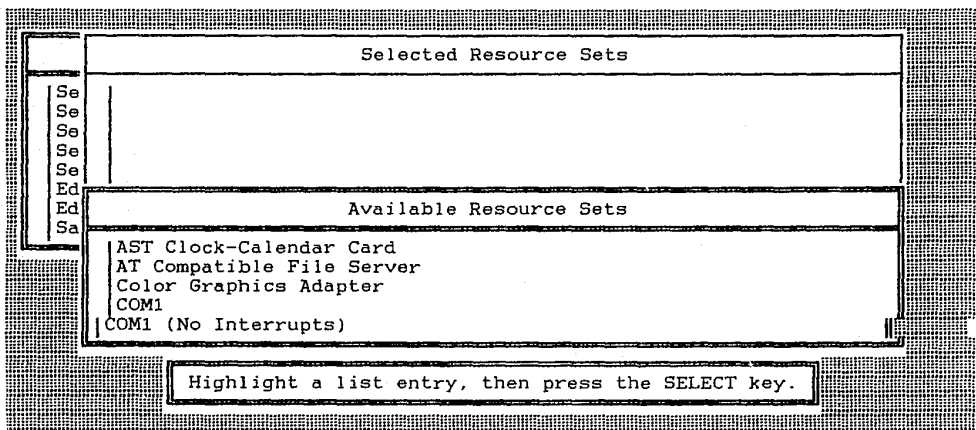 Selected Resource Sets
Se
Se
Se
Se
Se
Ed
Ed
Sa
Available Resource Sets
AST Clock-Calendar Card
AT Compatible File Server
Color Graphics Adapter
COM1
COM1 (No Interrupts)
Highlight a list entry, then press the SELECT key.